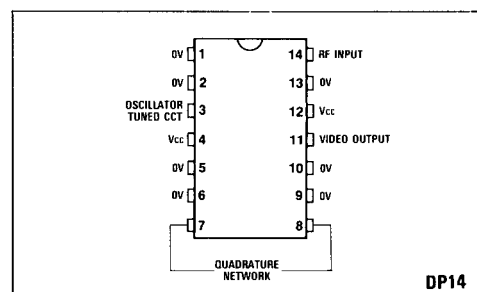 0V 1 14 RF INPUT
0V 2 13 0V
OSCILLATOR
TUNED CCT 3 12 Vcc
Vcc 4 11 VIDEO OUTPUT
0V 5 10 0V
0V 6 9 0V
7 8
QUADRATURE
NETWORK
DP14